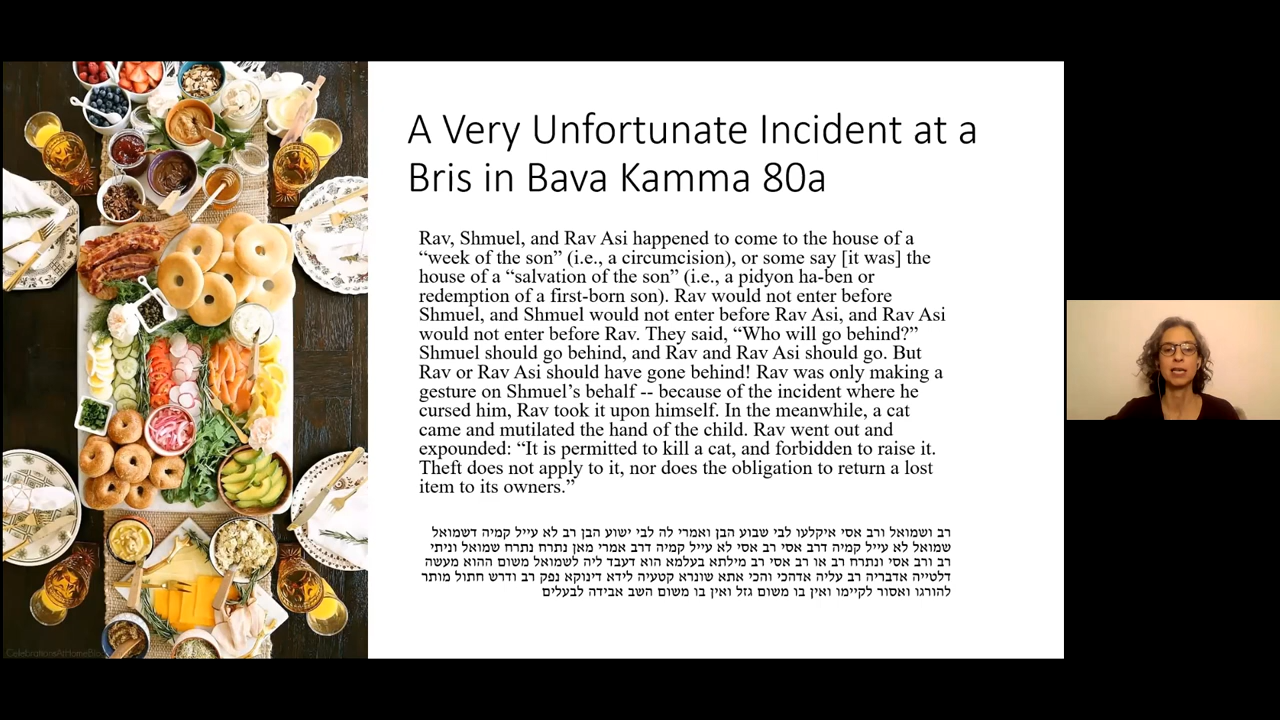 A Very Unfortunate Incident at a
Bris in Bava Kamma 80a
Rav, Shmuel, and Rav Asi happened to come to the house of a
“week of the son” (i.e., a circumcision), or some say [it was] the
house of a “salvation of the son” (i.e., a pidyon ha-ben or
redemption of a first-born son). Rav would not enter before
Shmuel, and Shmuel would not enter before Rav Asi, and Rav Asi
would not enter before Rav. They said, “Who will go behind?”
Shmuel should go behind, and Rav and Rav Asi should go. But
Rav or Rav Asi should have gone behind! Rav was only making a
gesture on Shmuel’s behalf -- because of the incident where he
cursed him, Rav took it upon himself. In the meanwhile, a cat
came and mutilated the hand of the child. Rav went out and
expounded: “It is permitted to kill a cat, and forbidden to raise it.
Theft does not apply to it, nor does the obligation to return a lost
item to its owners.”
רב ושמואל ורב אסי איקלעו לבי שבוע הבן ואמרי לה לבי ישוע הבן רב לא עייל קמיה דשמואל
שמואל לא עייל קמיה דרב אסי רב אסי לא עייל קמיה דרב אמרי מאן נתרח נתרח שמואל וניתי
רב ורב אסי ונתרח רב או רב אסי רב מילתא בעלמא הוא דעבד ליה לשמואל משום ההוא מעשה
דלטייה אדבריה רב עליה אדהכי והכי אתא שונרא קטעיה לידא דינוקא נפק רב ודרש חתול מותר
להורגו ואסור לקיימו ואין בו משום גזל ואין בו משום השב אבידה לבעלים
CelebrationsAtHomeBlog